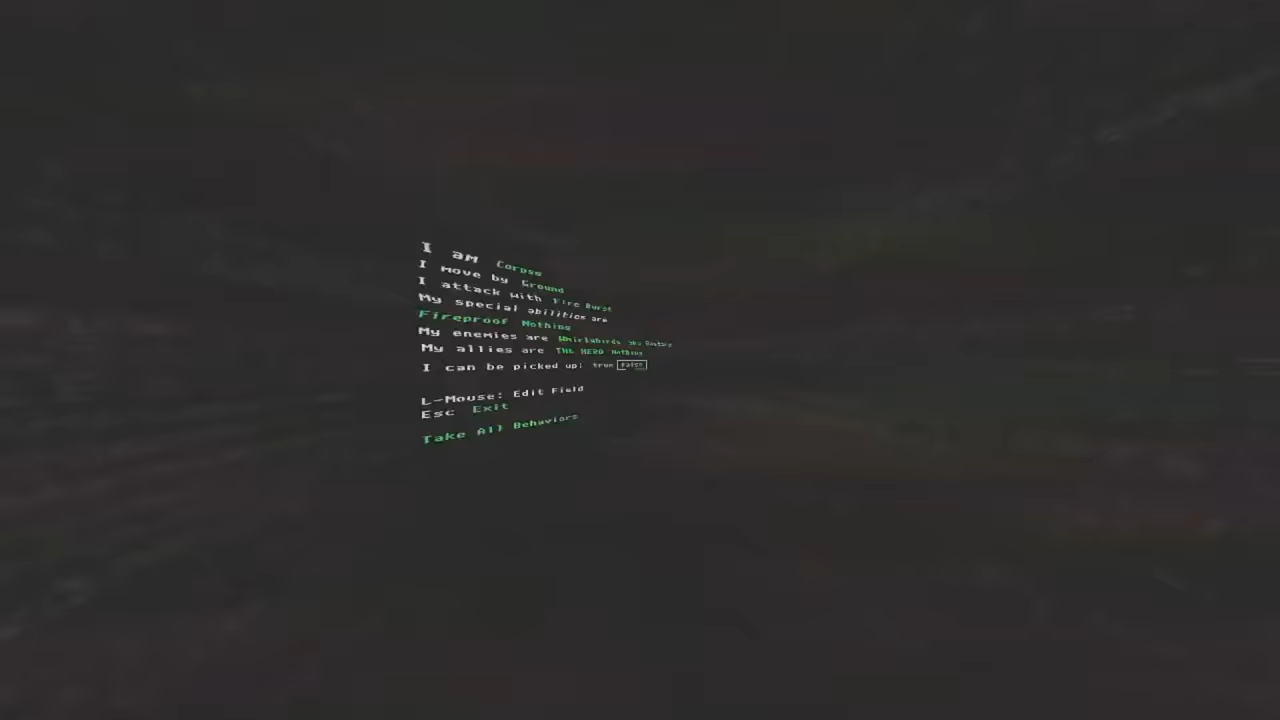 I am Corpse
I move by Ground
I attack with Fire Burst
My special abilities are
Fireproof Nothing
My enemies are Whirlybirds
My allies are THE HERO Nothing
I can be picked up: true false
L-Mouse: Edit Field
Esc Exit
Take All Behaviors